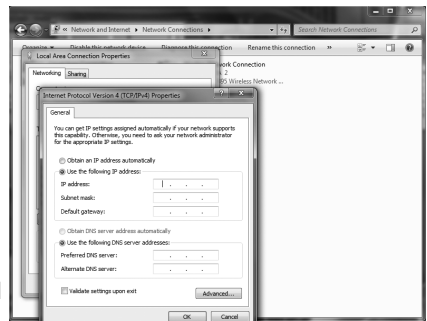 « Network and Internet ▸ Network Connections ▸
Search Network Connections
Organize ▾ Disable this network device Diagnose this connection Rename this connection »
Local Area Connection Properties
Networking Sharing
work Connection
2
95 Wireless Network ...
Internet Protocol Version 4 (TCP/IPv4) Properties
General
You can get IP settings assigned automatically if your network supports
this capability. Otherwise, you need to ask your network administrator
for the appropriate IP settings.
Obtain an IP address automatically
Use the following IP address:
IP address:
Subnet mask:
Default gateway:
Obtain DNS server address automatically
Use the following DNS server addresses:
Preferred DNS server:
Alternate DNS server:
Validate settings upon exit
Advanced...
OK Cancel